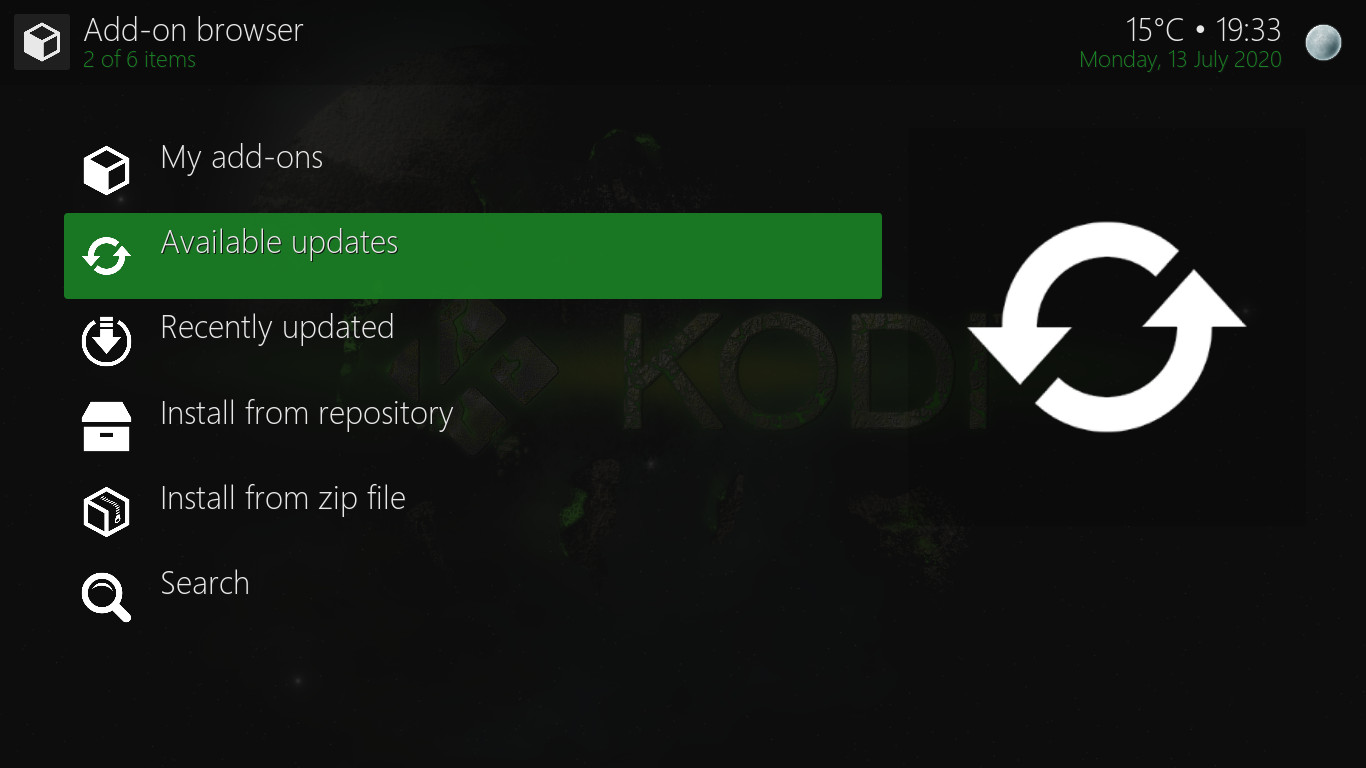 Add-on browser
2 of 6 items
15°C • 19:33
Monday, 13 July 2020
My add-ons
Available updates
Recently updated
Install from repository
Install from zip file
Search
KODI